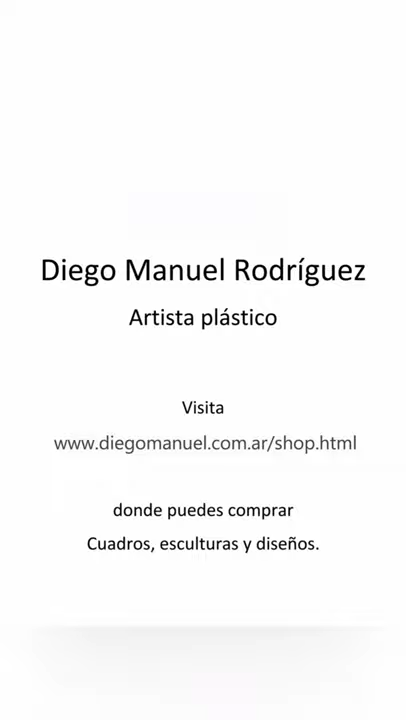 Diego Manuel Rodríguez
Artista plástico
Visita
www.diegomanuel.com.ar/shop.html
donde puedes comprar
Cuadros, esculturas y diseños.